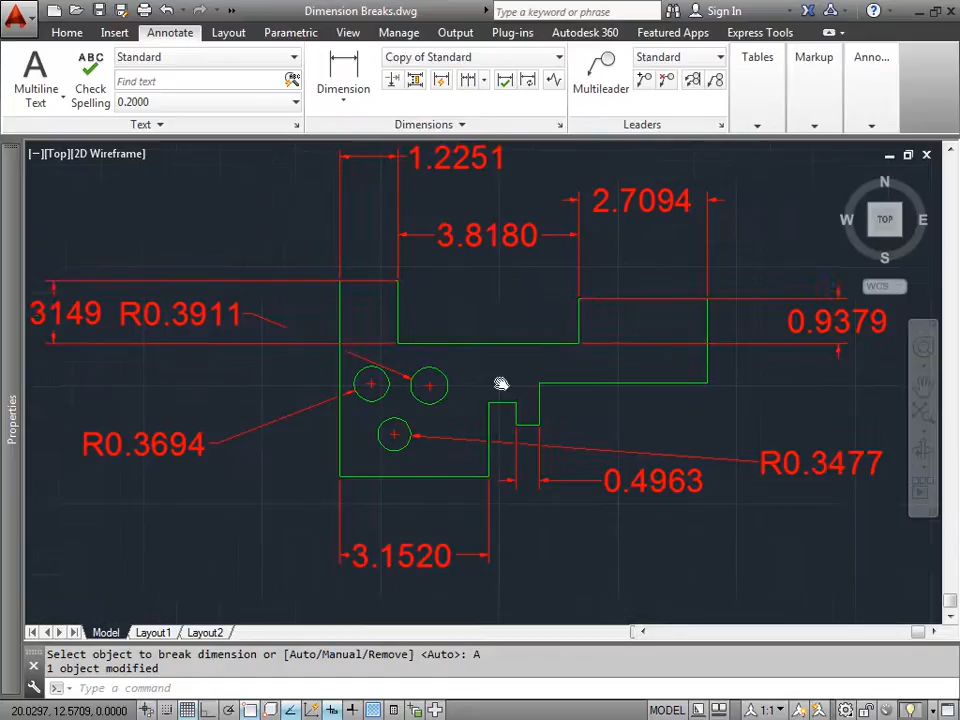 Dimension Breaks.dwg
Type a keyword or phrase
Sign In
Home Insert Annotate Layout Parametric View Manage Output Plug-ins Autodesk 360 Featured Apps Express Tools
Multiline Text
ABC
Check Spelling
Standard
Find text
0.2000
Dimension
Copy of Standard
Multileader
Standard
Tables
Markup
Anno...
Text
Dimensions
Leaders
[−][Top][2D Wireframe]
1.2251
2.7094
3.8180
3149
R0.3911
0.9379
R0.3694
R0.3477
0.4963
3.1520
N
W
TOP
E
S
WCS
Properties
Model Layout1 Layout2
Select object to break dimension or [Auto/Manual/Remove] <Auto>: A
1 object modified
Type a command
20.0297, 12.5709, 0.0000
MODEL
1:1